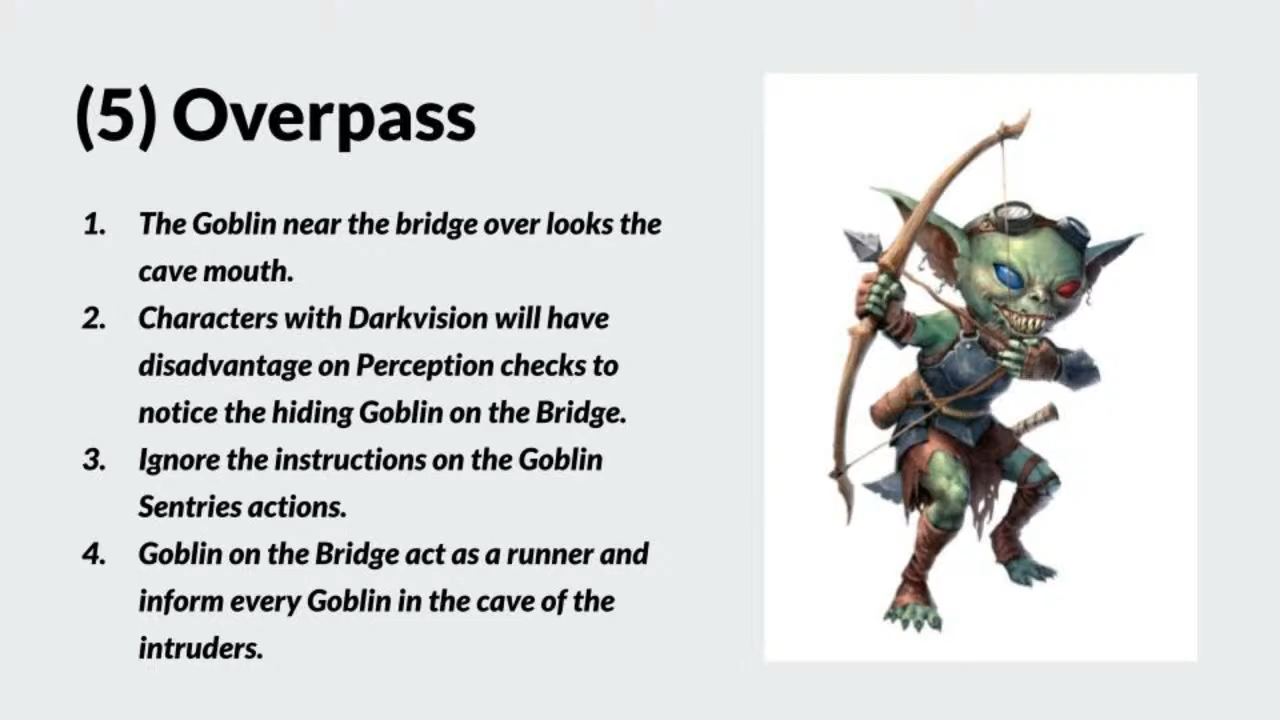 (5) Overpass
1. The Goblin near the bridge over looks the
cave mouth.
2. Characters with Darkvision will have
disadvantage on Perception checks to
notice the hiding Goblin on the Bridge.
3. Ignore the instructions on the Goblin
Sentries actions.
4. Goblin on the Bridge act as a runner and
inform every Goblin in the cave of the
intruders.